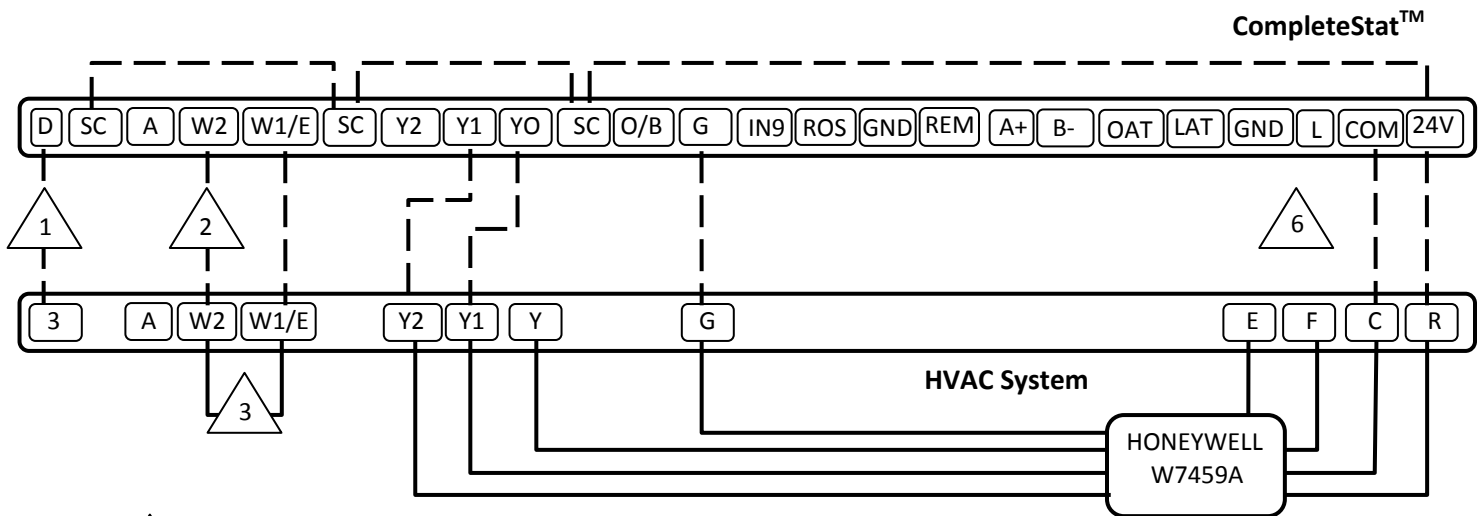 CompleteStat™
D SC A W2 W1/E SC Y2 Y1 YO SC O/B G IN9 ROS GND REM A+ B- OAT LAT GND L COM 24V
1 2 6
3 A W2 W1/E Y2 Y1 Y G E F C R
HVAC System
3
HONEYWELL
W7459A